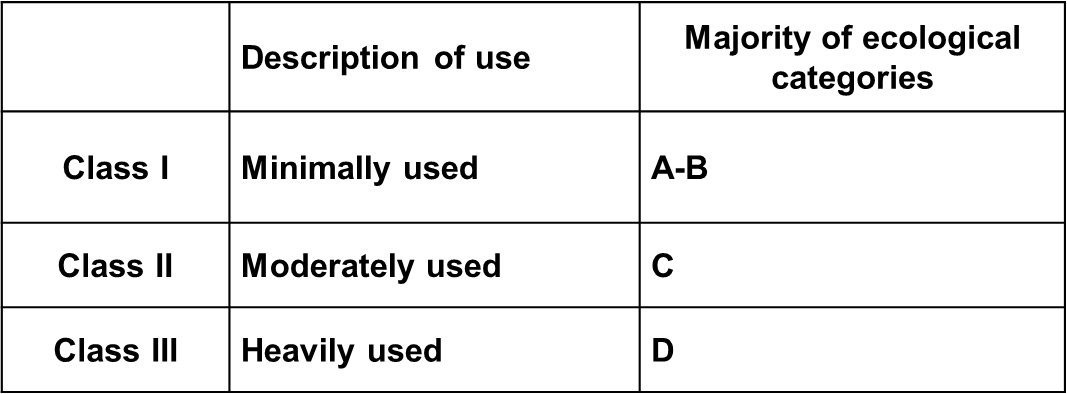 Description of use
Majority of ecological
categories
Class I
Minimally used
A-B
Class II
Moderately used
C
Class III
Heavily used
D